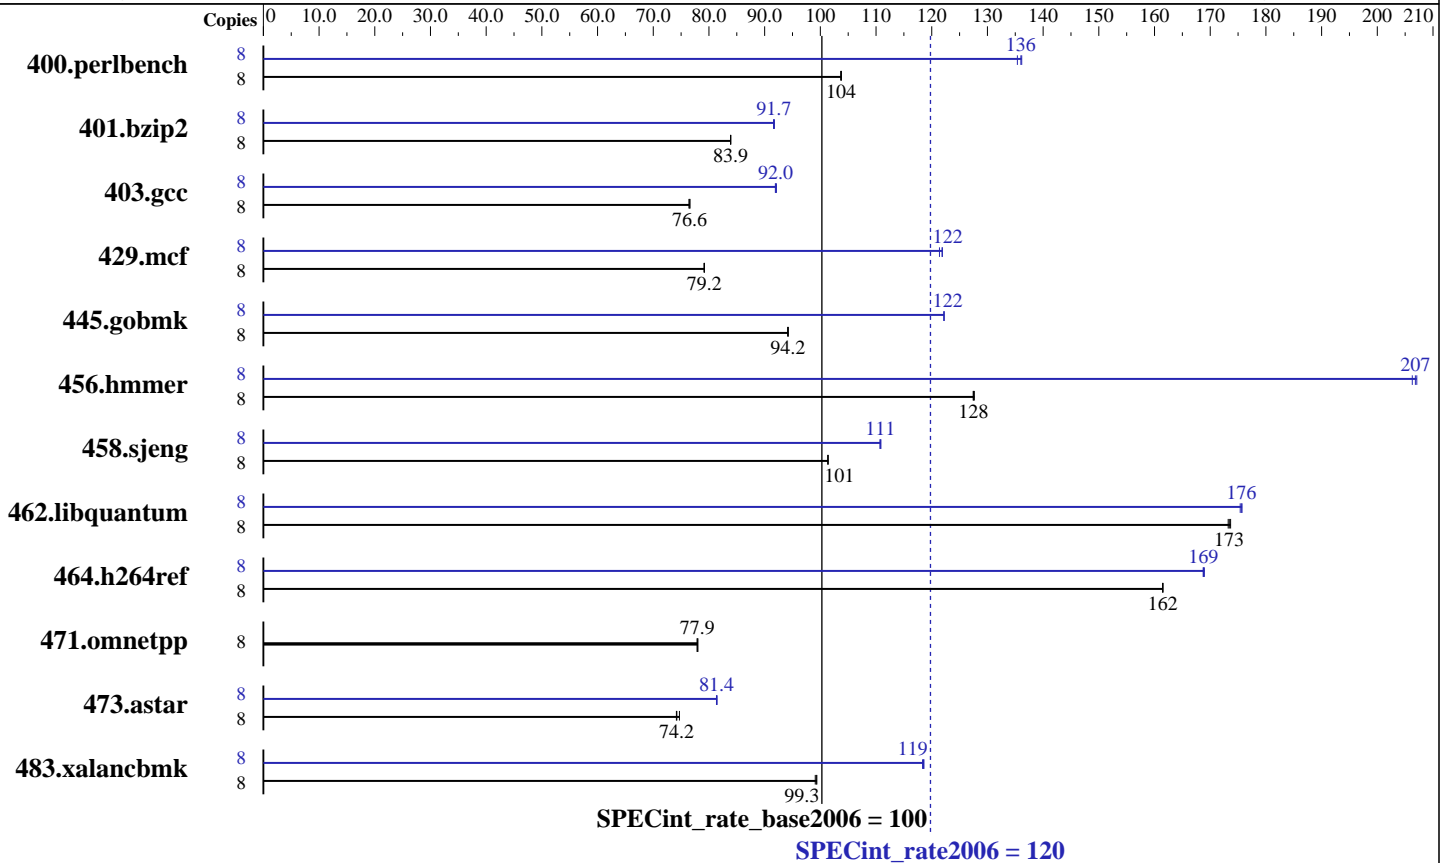 Copies 0 10.0 20.0 30.0 40.0 50.0 60.0 70.0 80.0 90.0 100 110 120 130 140 150 160 170 180 190 200 210
400.perlbench 8 136
8 104
401.bzip2 8 91.7
8 83.9
403.gcc 8 92.0
8 76.6
429.mcf 8 122
8 79.2
445.gobmk 8 122
8 94.2
456.hmmer 8 207
8 128
458.sjeng 8 111
8 101
462.libquantum 8 176
8 173
464.h264ref 8 169
8 162
471.omnetpp 8 77.9
473.astar 8 81.4
8 74.2
483.xalancbmk 8 119
8 99.3
SPECint_rate_base2006 = 100
SPECint_rate2006 = 120